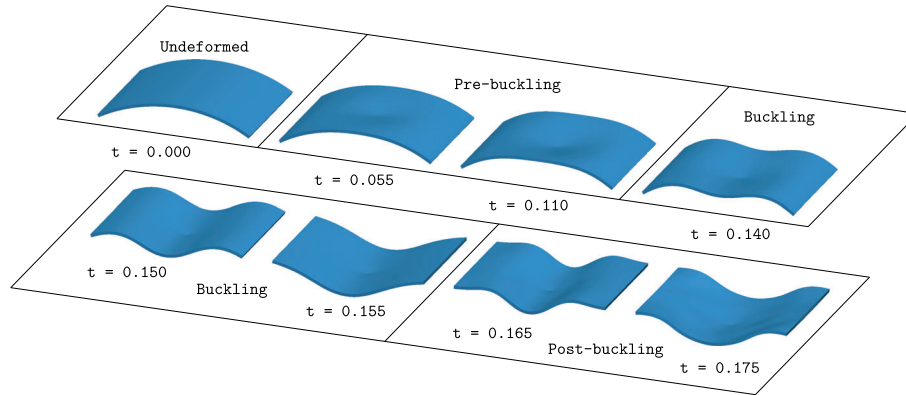 Undeformed
Pre-buckling
Buckling
t = 0.000
t = 0.055
t = 0.110
t = 0.140
t = 0.150
Buckling
t = 0.155
t = 0.165
Post-buckling
t = 0.175